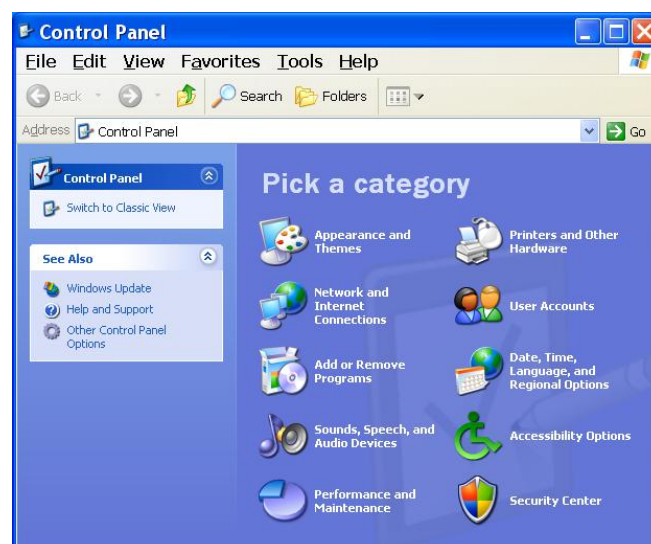 Control Panel
File Edit View Favorites Tools Help
Back Search Folders
Address Control Panel Go
Control Panel
Switch to Classic View
See Also
Windows Update
Help and Support
Other Control Panel
Options
Pick a category
Appearance and
Themes
Printers and Other
Hardware
Network and
Internet
Connections
User Accounts
Add or Remove
Programs
Date, Time,
Language, and
Regional Options
Sounds, Speech, and
Audio Devices
Accessibility Options
Performance and
Maintenance
Security Center